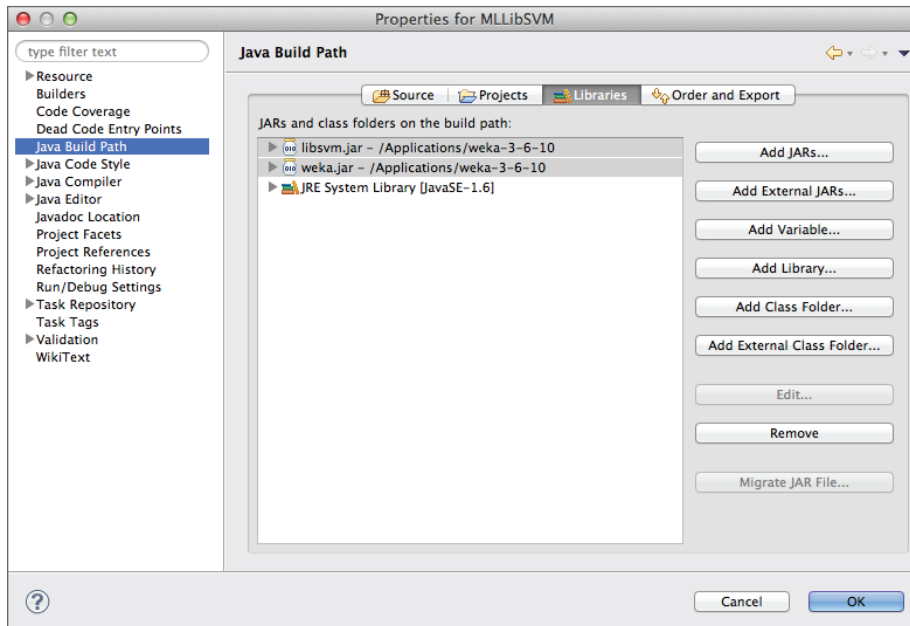 Properties for MLLibSVM
type filter text
Resource
Builders
Code Coverage
Dead Code Entry Points
Java Build Path
Java Code Style
Java Compiler
Java Editor
Javadoc Location
Project Facets
Project References
Refactoring History
Run/Debug Settings
Task Repository
Task Tags
Validation
WikiText
Java Build Path
Source Projects Libraries Order and Export
JARs and class folders on the build path:
libsvm.jar – /Applications/weka-3-6-10
weka.jar – /Applications/weka-3-6-10
JRE System Library [JavaSE-1.6]
Add JARs...
Add External JARs...
Add Variable...
Add Library...
Add Class Folder...
Add External Class Folder...
Edit...
Remove
Migrate JAR File...
?
Cancel OK